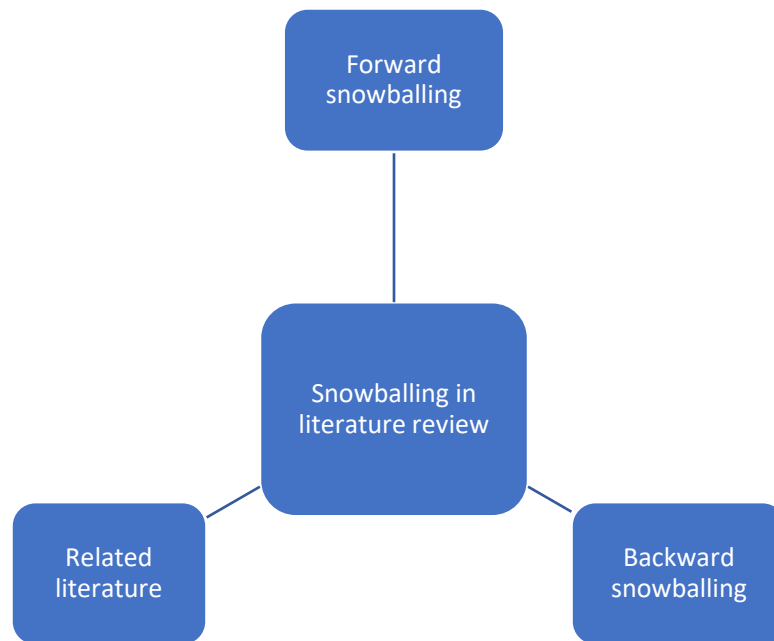 Forward
snowballing
Snowballing in
literature review
Related
literature
Backward
snowballing